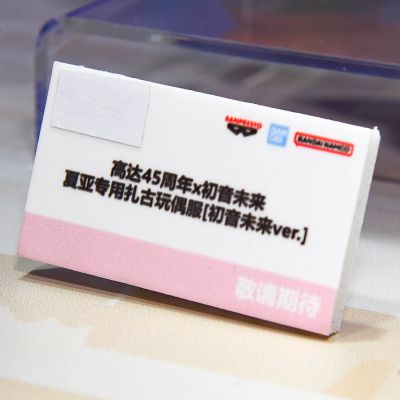 BANPRESTO
BANDAI NAMCO
高达45周年x初音未来
夏亚专用扎古玩偶服[初音未来ver.]
敬请期待